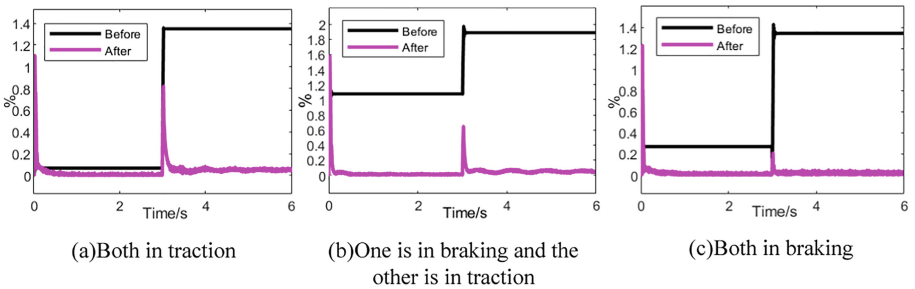 1.4
1.2
1
0.8
0.6
0.4
0.2
0
%
Before
After
0 2 4 6
Time/s
(a)Both in traction
2
1.8
1.6
1.4
1.2
1
0.8
0.6
0.4
0.2
0
%
Before
After
0 2 4 6
Time/s
(b)One is in braking and the
other is in traction
1.4
1.2
1
0.8
0.6
0.4
0.2
0
%
Before
After
0 2 4 6
Time/s
(c)Both in braking